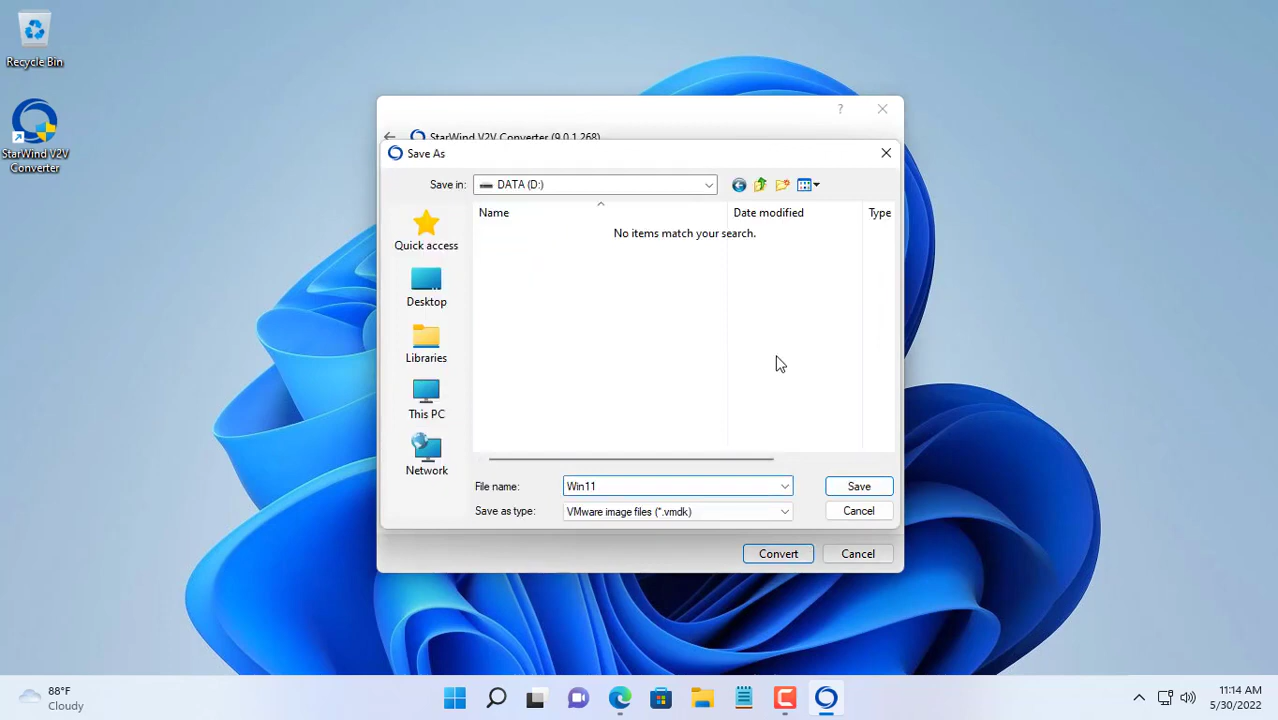 Recycle Bin
StarWind V2V
Converter
StarWind V2V Converter (9.0.1.268)
Save As
Save in:
DATA (D:)
Name
Date modified
Type
No items match your search.
Quick access
Desktop
Libraries
This PC
Network
File name:
Win11
Save
Save as type:
VMware image files (*.vmdk)
Cancel
Convert
Cancel
88°F
Cloudy
11:14 AM
5/30/2022